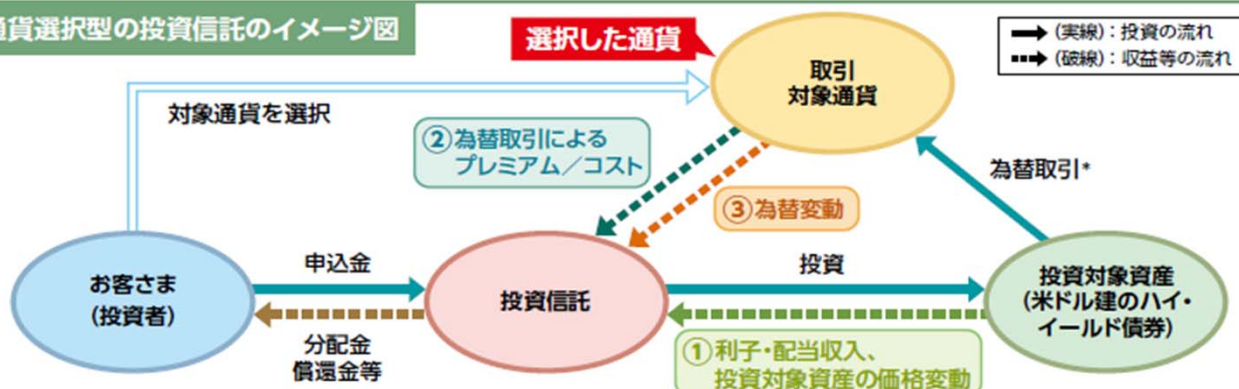 貨選択型の投資信託のイメージ図
選択した通貨
(実線):投資の流れ
(破線):収益等の流れ
取引
対象通貨
対象通貨を選択
②為替取引による
プレミアム/コスト
為替取引*
③為替変動
お客さま
(投資者)
申込金
分配金
償還金等
投資信託
投資
①利子・配当収入、
投資対象資産の価格変動
投資対象資産
(米ドル建のハイ・
イールド債券)